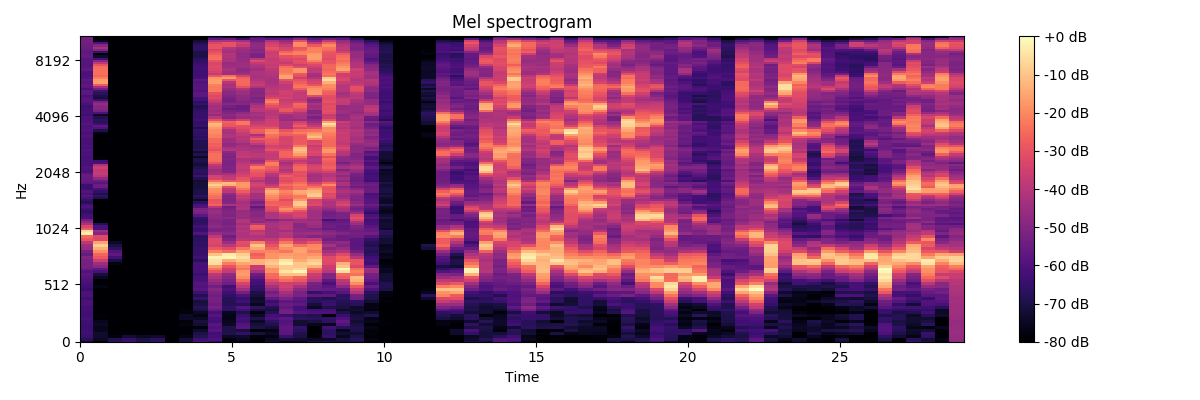 Mel spectrogram
+0 dB
8192
-10 dB
4096
-20 dB
-30 dB
2048
-40 dB
Hz
1024
-50 dB
-60 dB
512
-70 dB
0
-80 dB
0 5 10 15 20 25
Time